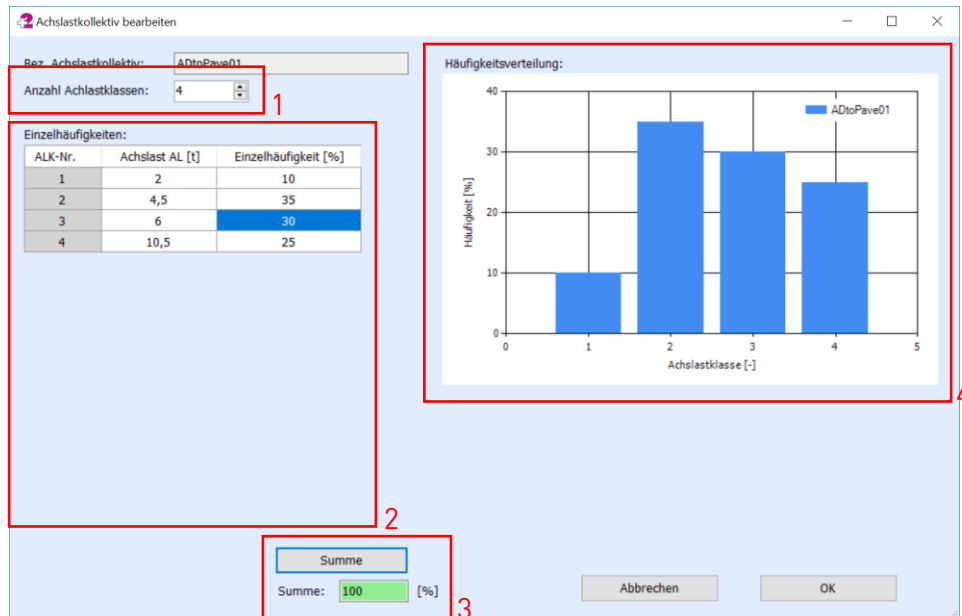 Achslastkollektiv bearbeiten
Bez. Achslastkollektiv: ADtoPave01
Anzahl Achlastklassen: 4
1
Einzelhäufigkeiten:
ALK-Nr. Achslast AL [t] Einzelhäufigkeit [%]
1 2 10
2 4,5 35
3 6 30
4 10,5 25
2
Summe
Summe: 100 [%]
3
Häufigkeitsverteilung:
ADtoPave01
Häufigkeit [%]
40
30
20
10
0
0 1 2 3 4 5
Achslastklasse [-]
4
Abbrechen OK